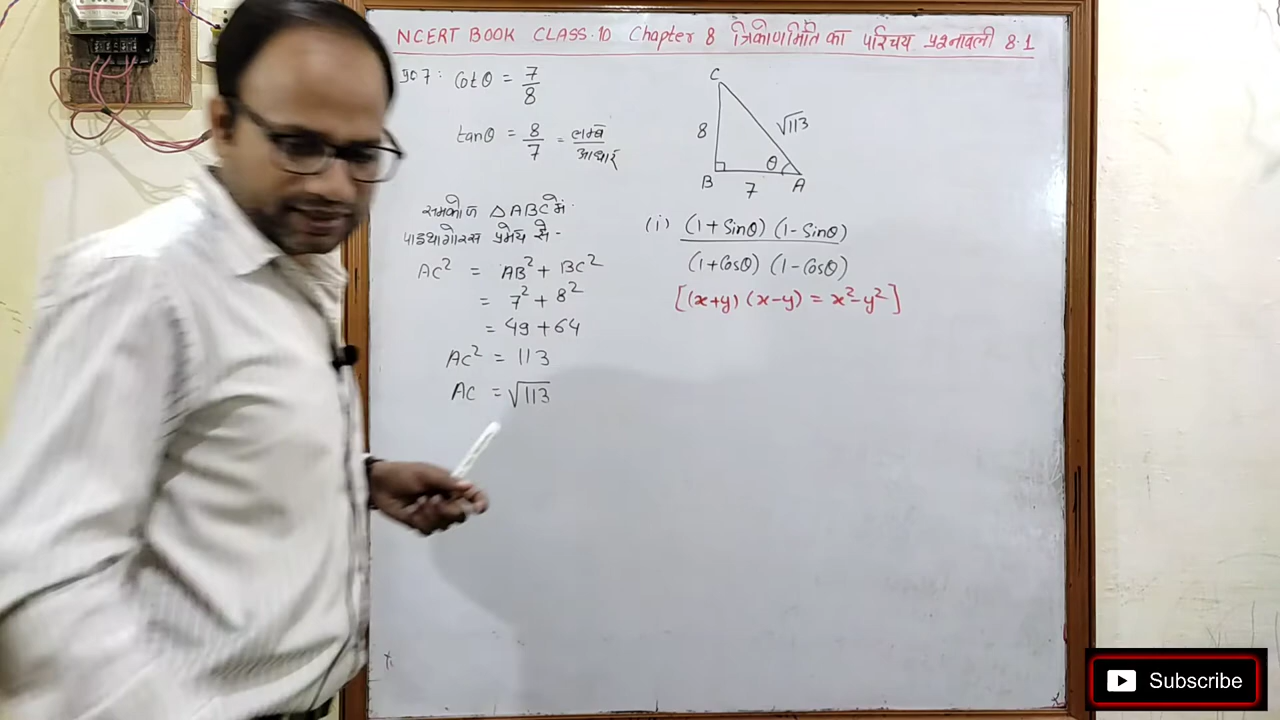 NCERT BOOK CLASS.10 Chapter 8 त्रिकोणमिति का परिचय प्रश्नावली 8.1
प्र० 7: Cotθ = 7/8
tanθ = 8/7 = लम्ब/आधार
समकोण △ABC में
पाइथागोरस प्रमेय से -
AC² = AB² + BC²
= 7² + 8²
= 49 + 64
AC² = 113
AC = √113
C
8
√113
θ
B
7
A
(i) (1+Sinθ) (1-Sinθ)
(1+Cosθ) (1-Cosθ)
[(x+y) (x-y) = x²-y²]
Subscribe